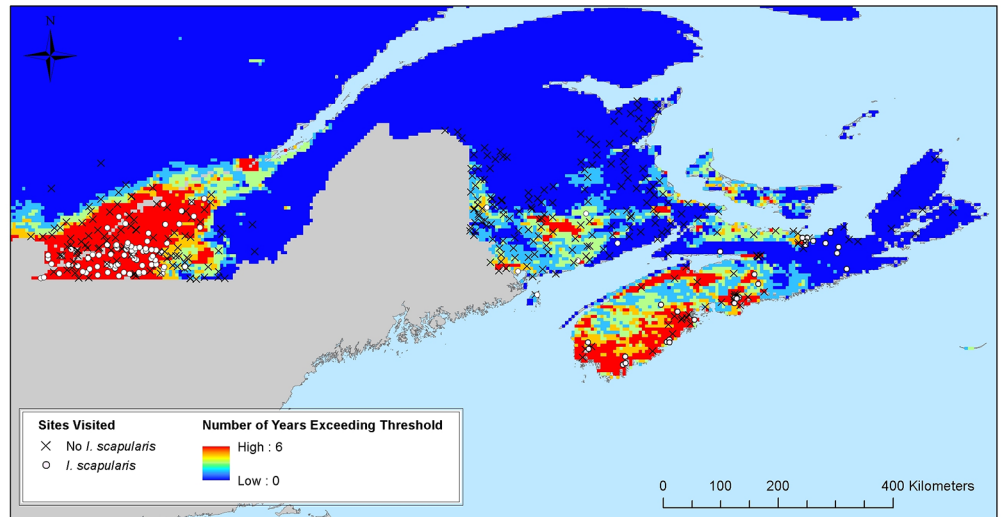 N
Sites Visited
No I. scapularis
I. scapularis
Number of Years Exceeding Threshold
High : 6
Low : 0
0 100 200 400 Kilometers